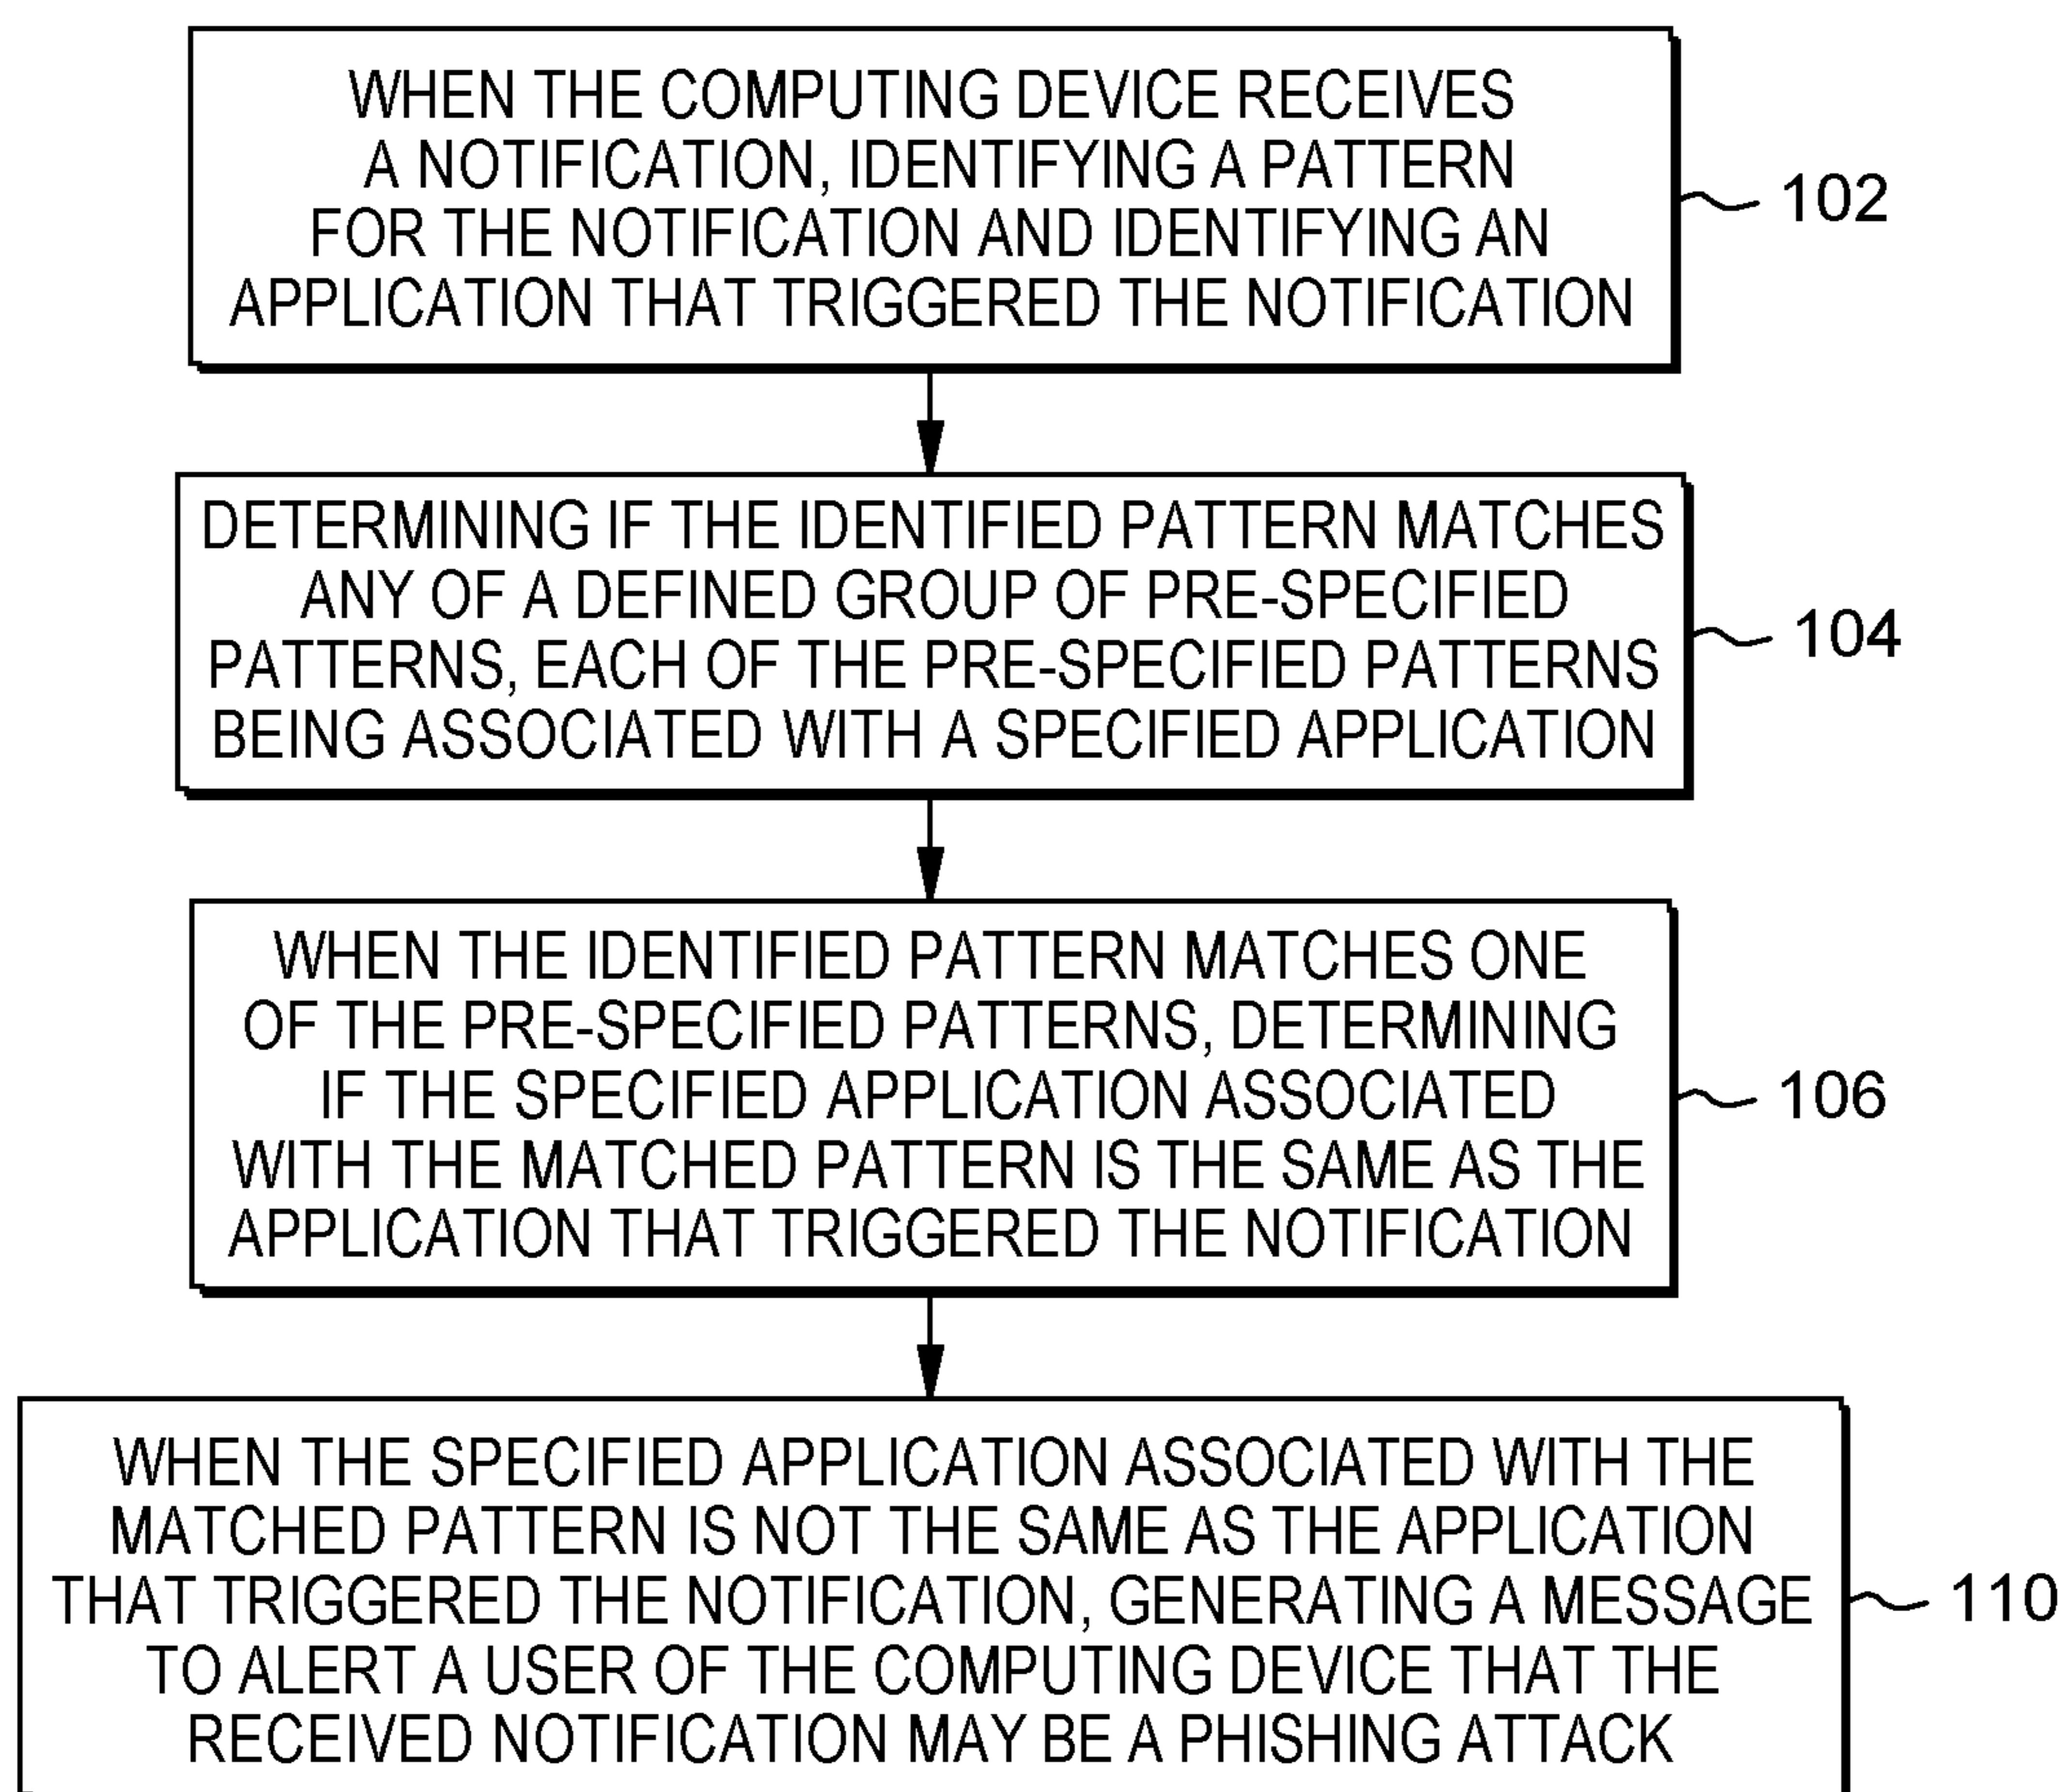 WHEN THE COMPUTING DEVICE RECEIVES
A NOTIFICATION, IDENTIFYING A PATTERN
FOR THE NOTIFICATION AND IDENTIFYING AN
APPLICATION THAT TRIGGERED THE NOTIFICATION
102
DETERMINING IF THE IDENTIFIED PATTERN MATCHES
ANY OF A DEFINED GROUP OF PRE-SPECIFIED
PATTERNS, EACH OF THE PRE-SPECIFIED PATTERNS
BEING ASSOCIATED WITH A SPECIFIED APPLICATION
104
WHEN THE IDENTIFIED PATTERN MATCHES ONE
OF THE PRE-SPECIFIED PATTERNS, DETERMINING
IF THE SPECIFIED APPLICATION ASSOCIATED
WITH THE MATCHED PATTERN IS THE SAME AS THE
APPLICATION THAT TRIGGERED THE NOTIFICATION
106
WHEN THE SPECIFIED APPLICATION ASSOCIATED WITH THE
MATCHED PATTERN IS NOT THE SAME AS THE APPLICATION
THAT TRIGGERED THE NOTIFICATION, GENERATING A MESSAGE
TO ALERT A USER OF THE COMPUTING DEVICE THAT THE
RECEIVED NOTIFICATION MAY BE A PHISHING ATTACK
110